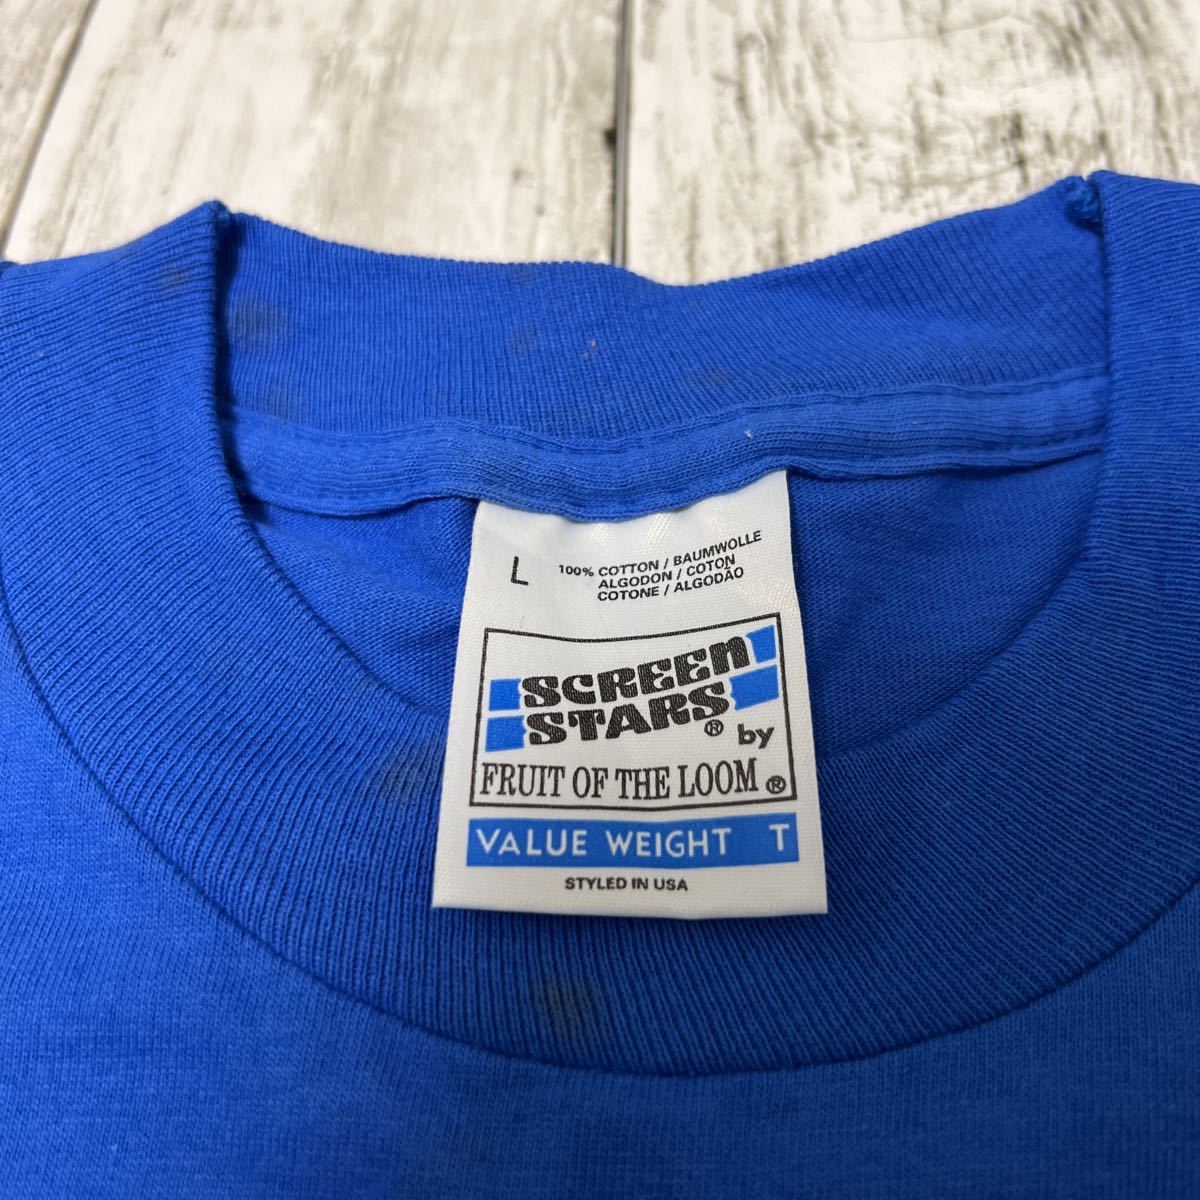 L
100% COTTON / BAUMWOLLE
ALGODON / COTON
COTONE / ALGODÃO
SCREEN
STARS® by
FRUIT OF THE LOOM®
VALUE WEIGHT T
STYLED IN USA